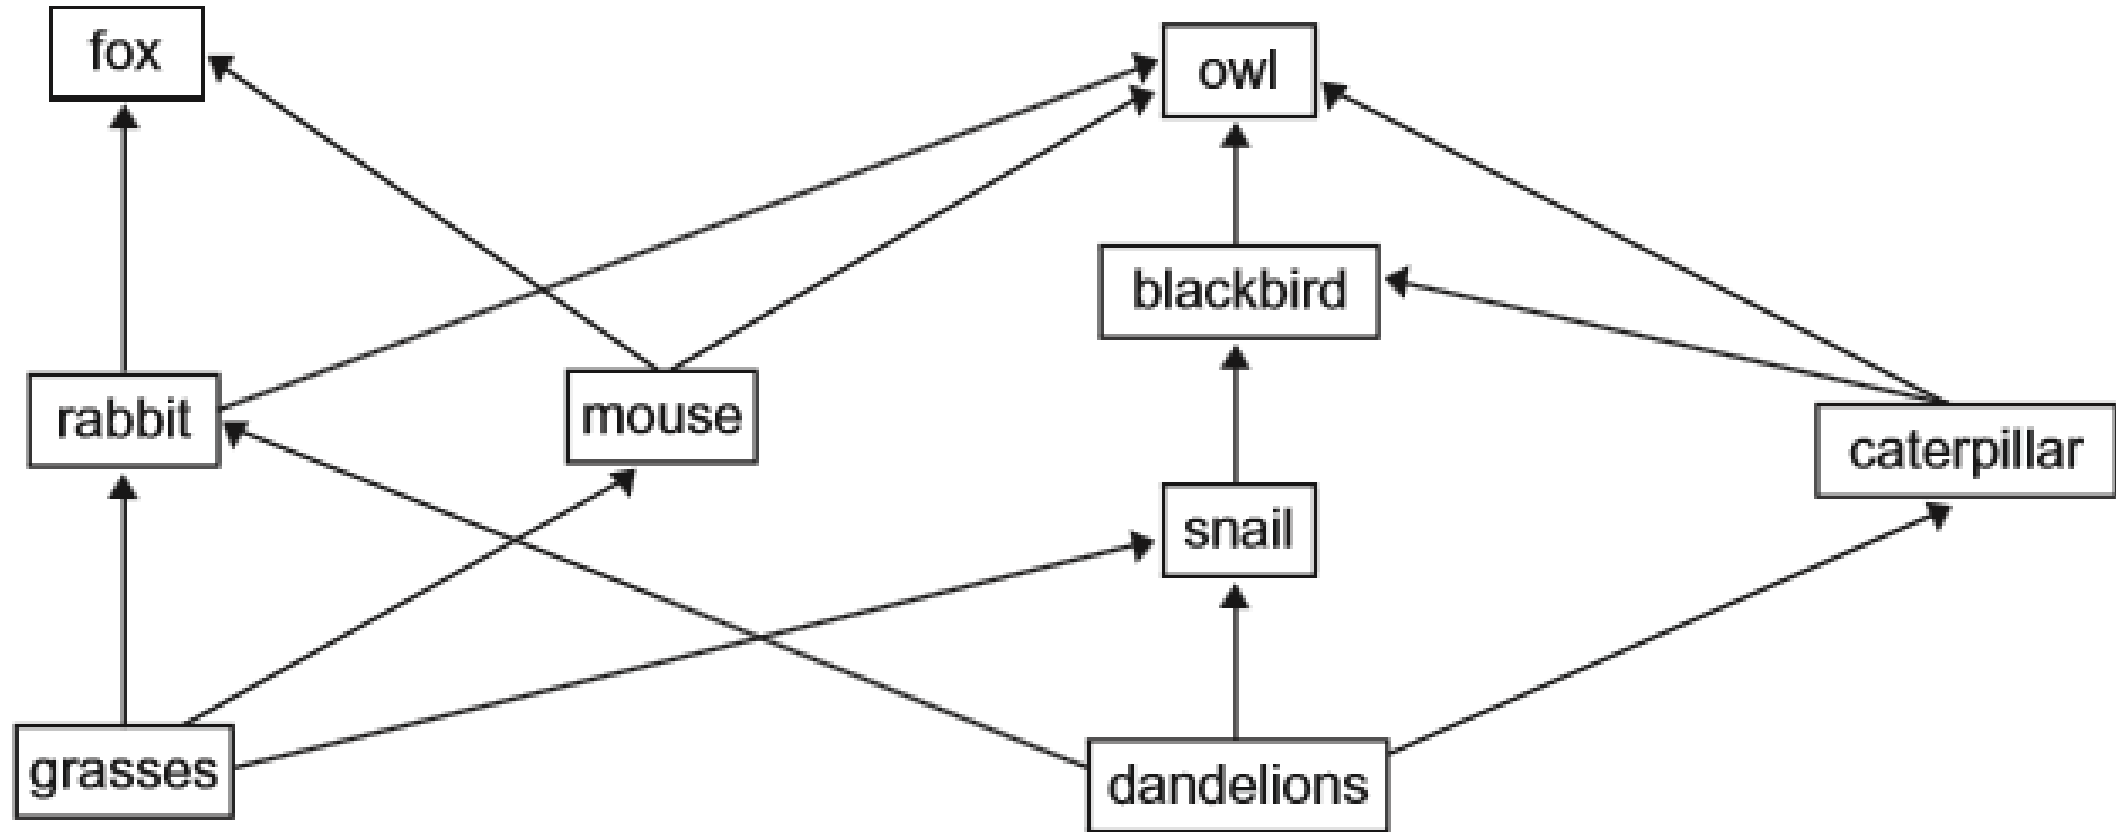 fox
owl
blackbird
rabbit
mouse
caterpillar
snail
grasses
dandelions